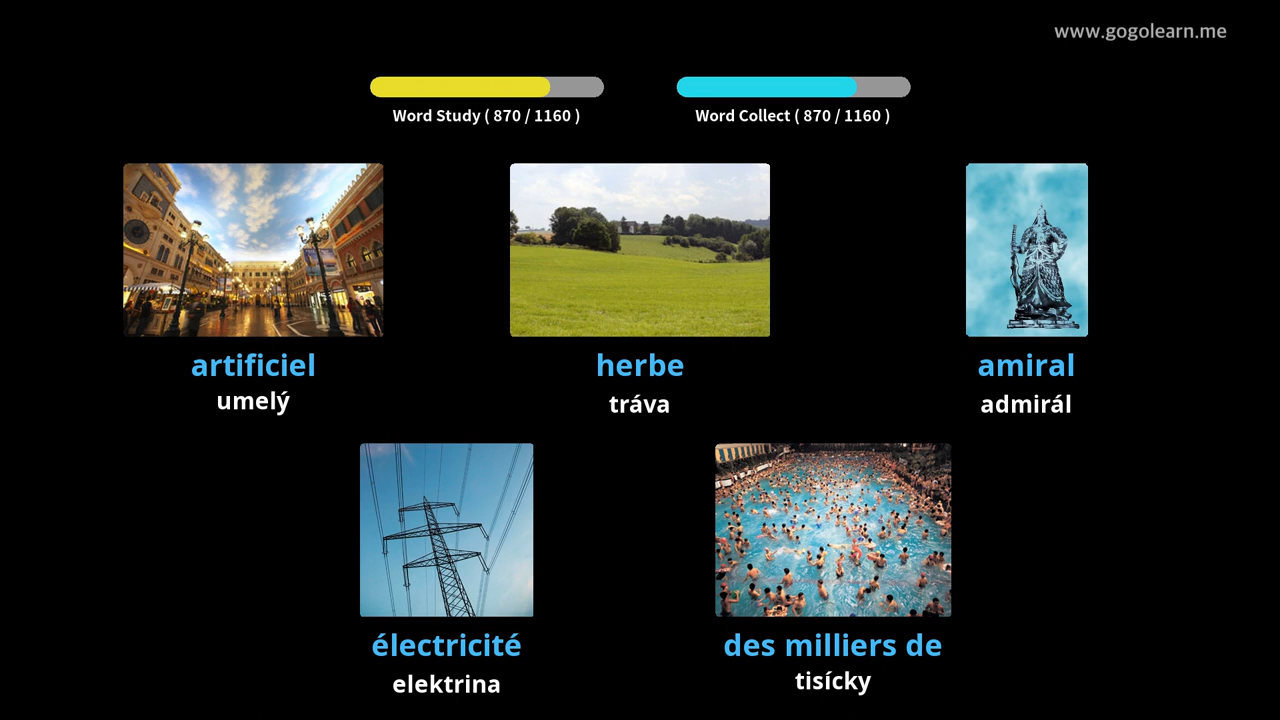 www.gogolearn.me
Word Study ( 870 / 1160 )
Word Collect ( 870 / 1160 )
artificiel
umelý
herbe
tráva
amiral
admirál
électricité
elektrina
des milliers de
tisícky